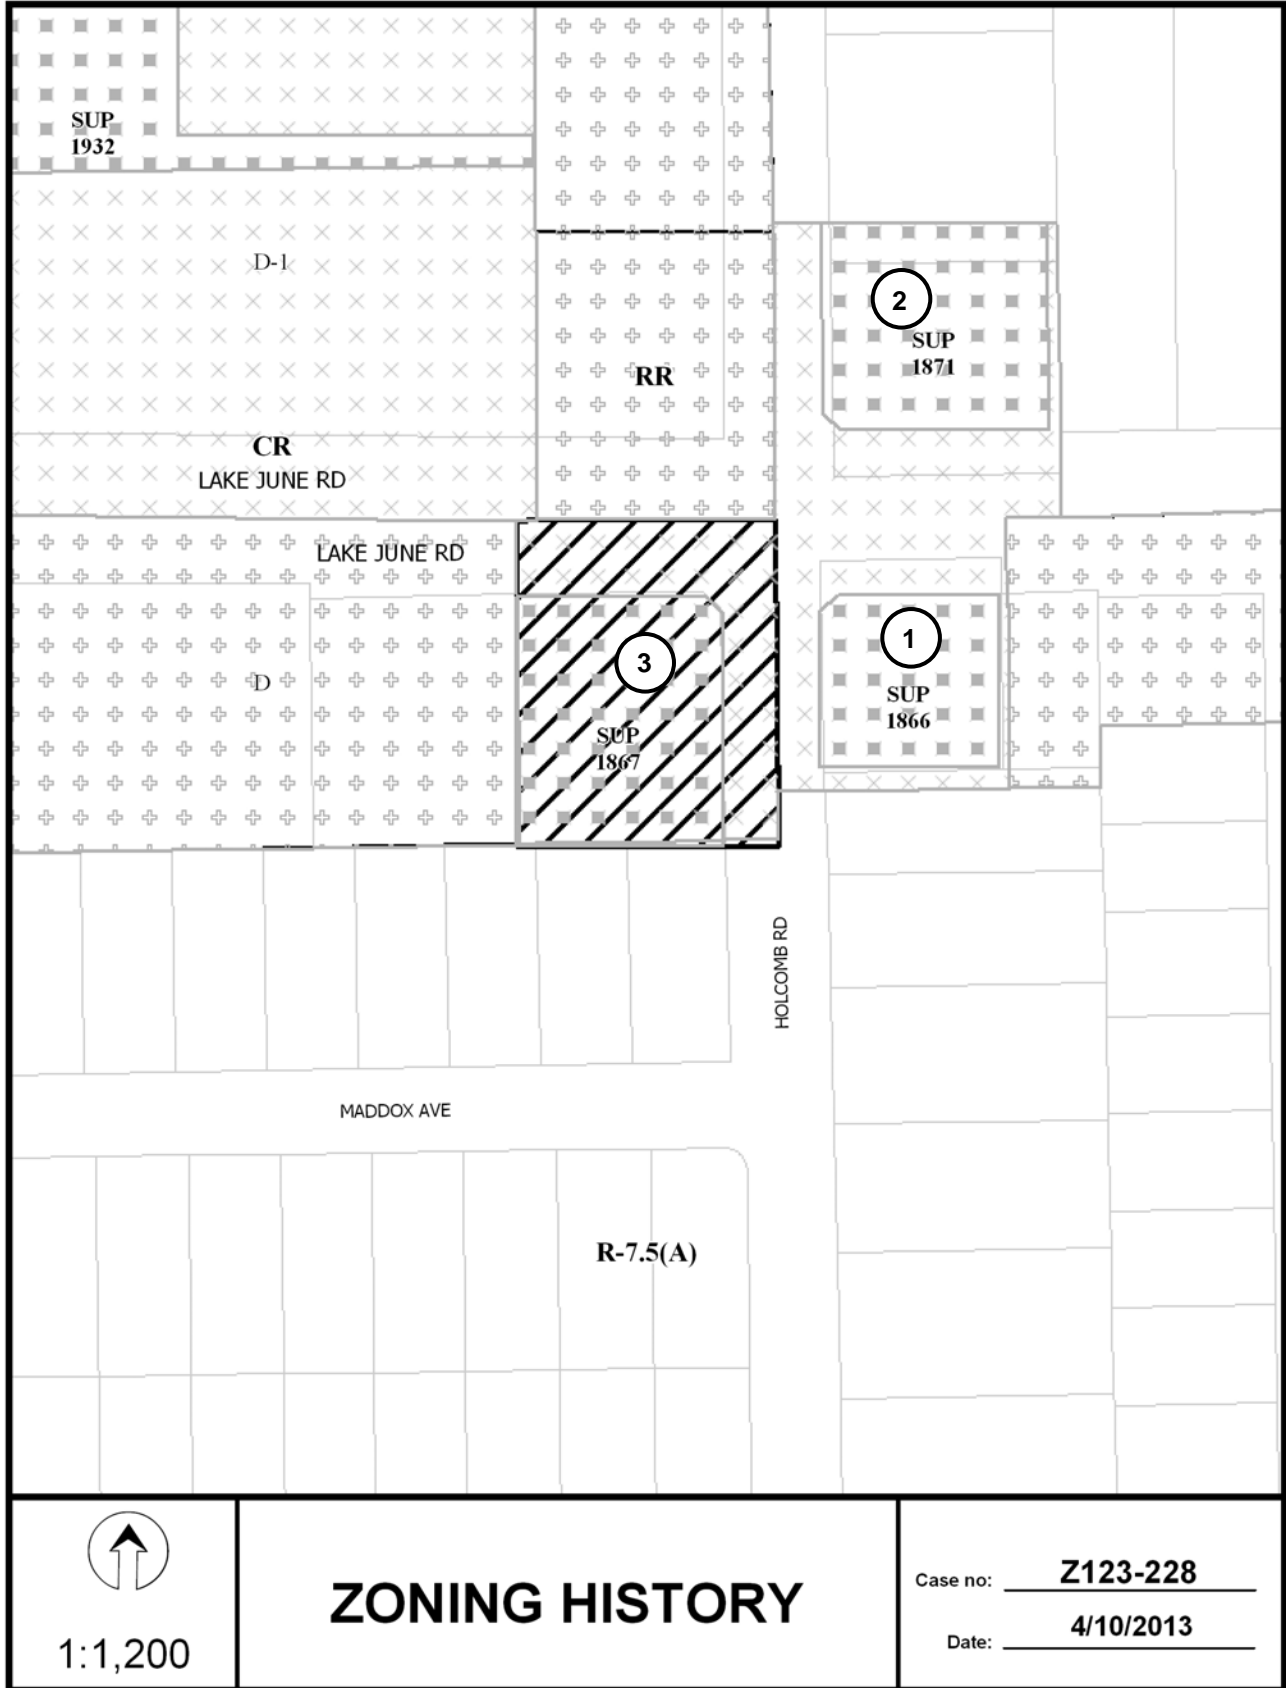 SUP
1932
D-1
2
SUP
1871
RR
CR
LAKE JUNE RD
LAKE JUNE RD
1
3
D
SUP
1866
SUP
1867
HOLCOMB RD
MADDOX AVE
R-7.5(A)
1:1,200
ZONING HISTORY
Case no: Z123-228
Date: 4/10/2013